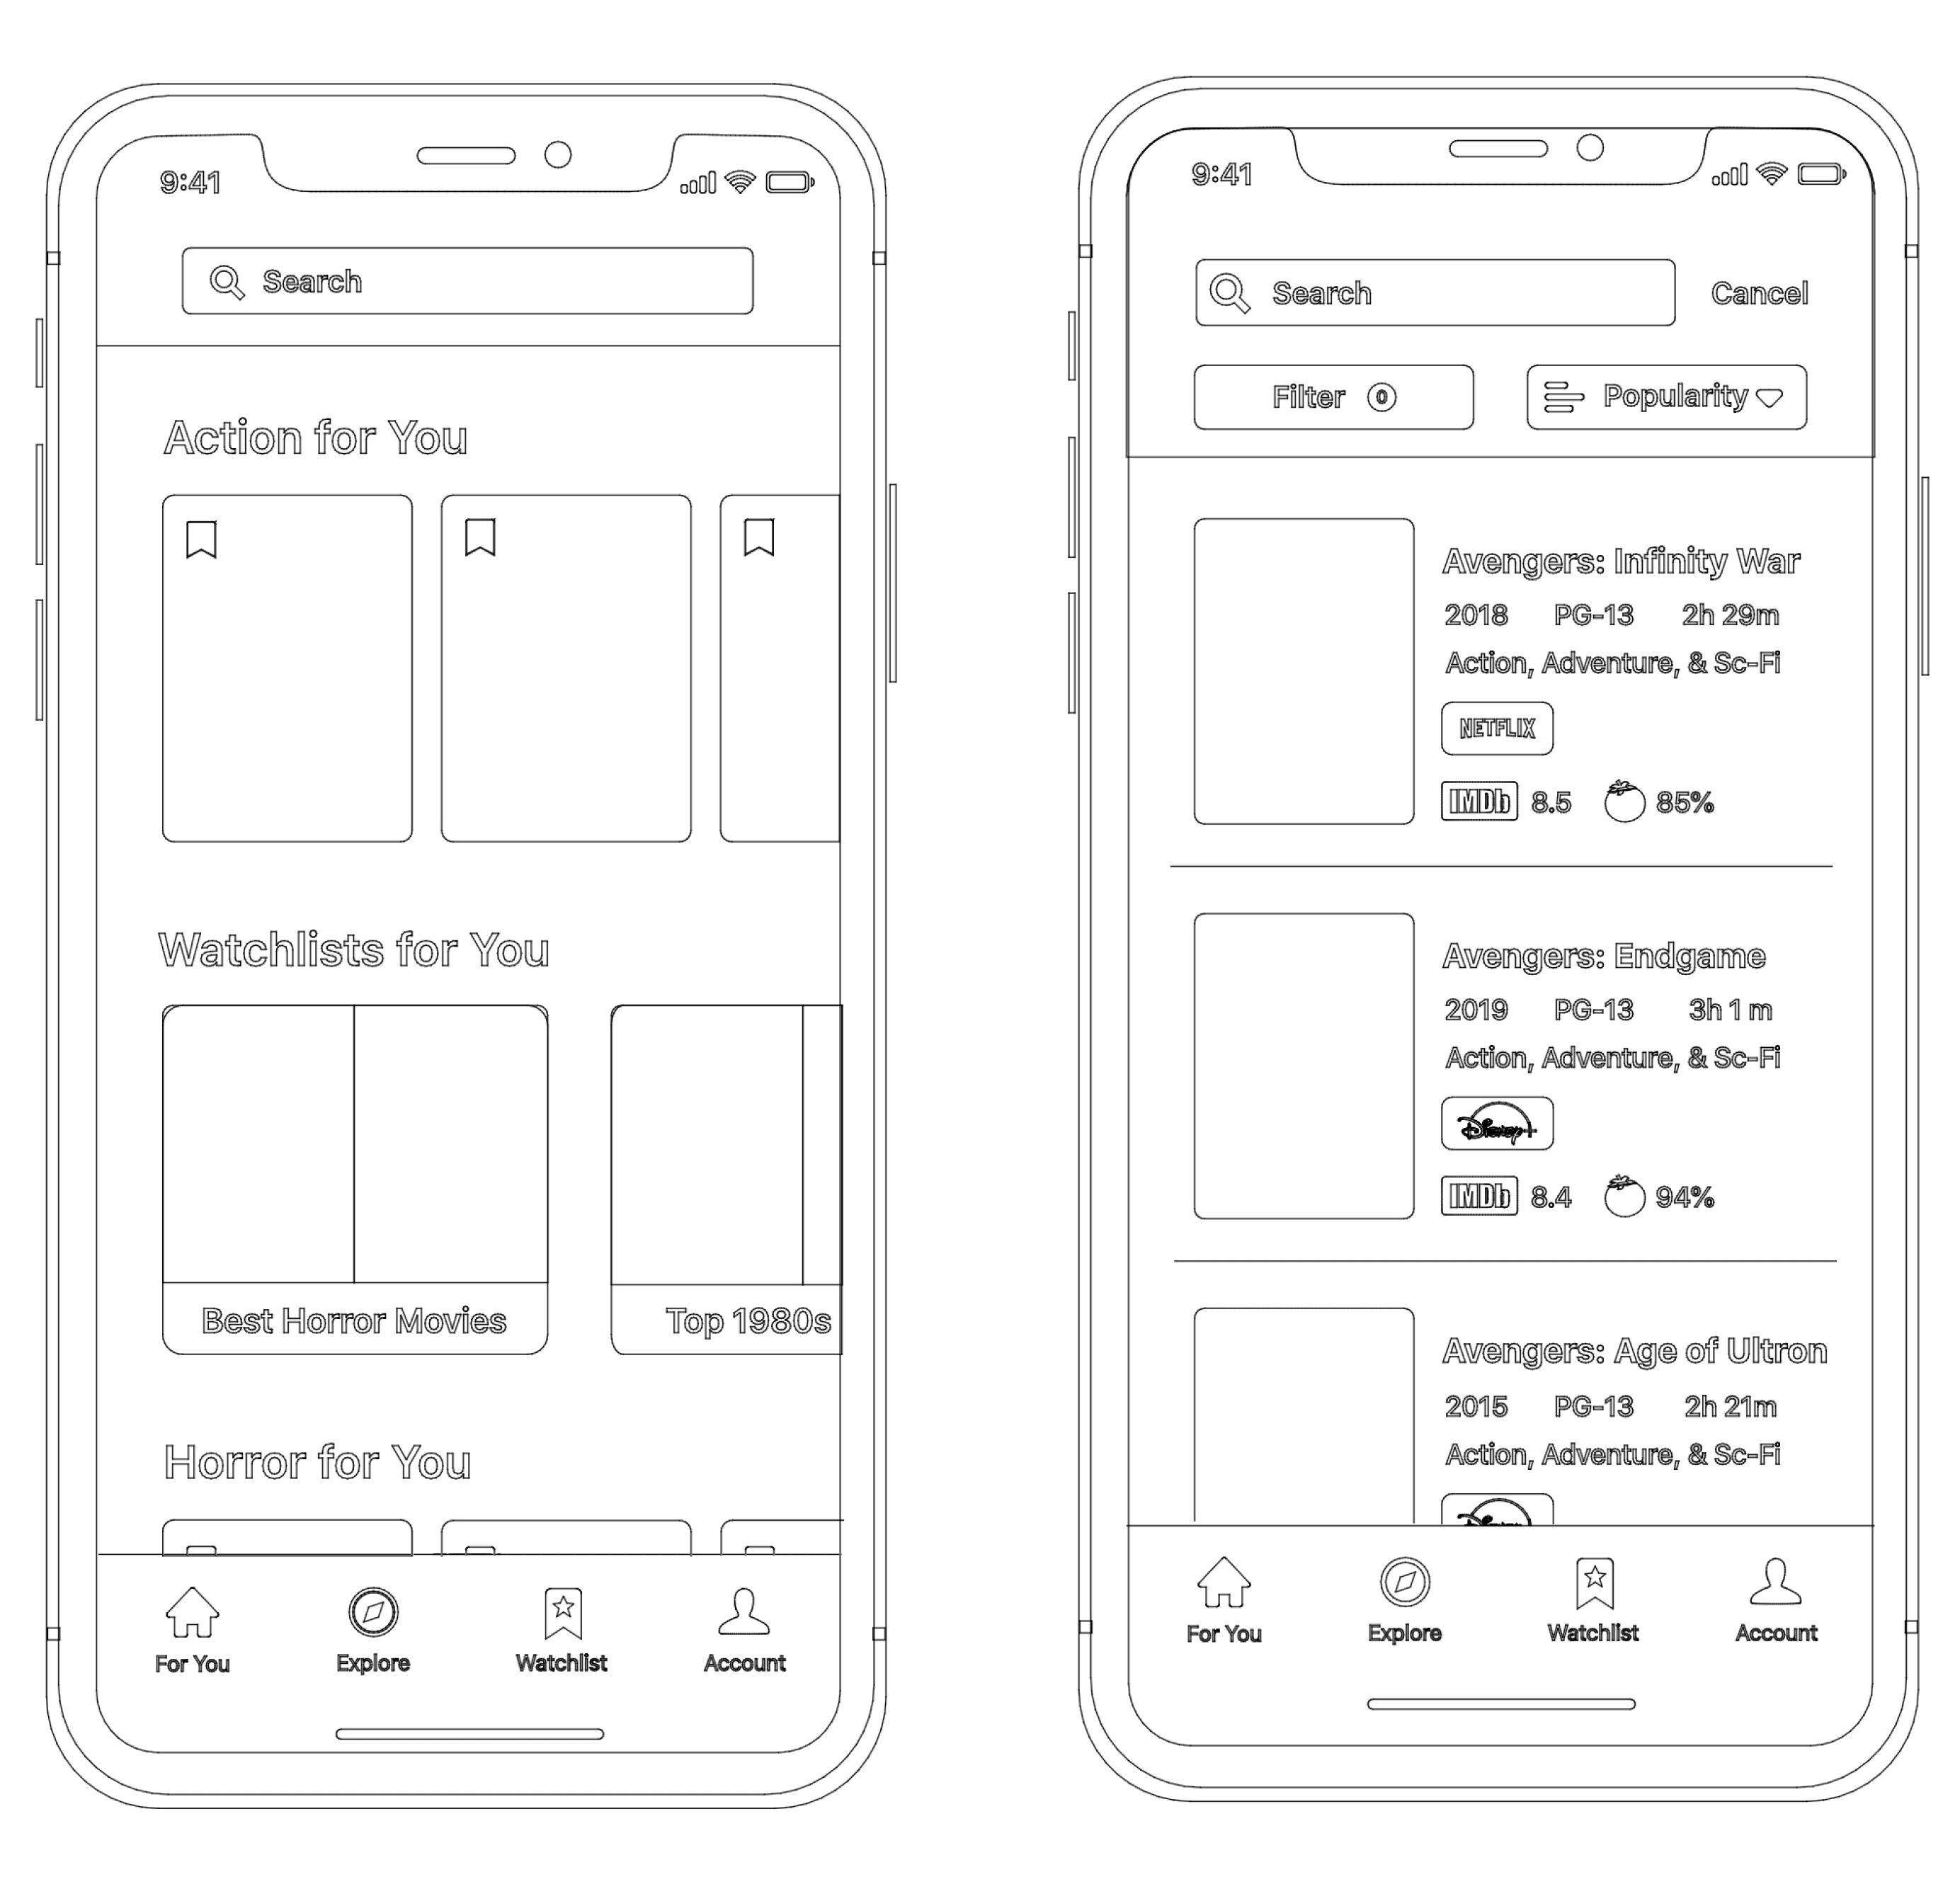 9:41
Search
Action for You
Watchlists for You
Best Horror Movies
Top 1980s
Horror for You
For You
Explore
Watchlist
Account
9:41
Search
Cancel
Filter 0
Popularity
Avengers: Infinity War
2018 PG-13 2h 29m
Action, Adventure, & Sc-Fi
NETFLIX
IMDb 8.5 85%
Avengers: Endgame
2019 PG-13 3h 1 m
Action, Adventure, & Sc-Fi
Disney+
IMDb 8.4 94%
Avengers: Age of Ultron
2015 PG-13 2h 21m
Action, Adventure, & Sc-Fi
Disney
For You
Explore
Watchlist
Account